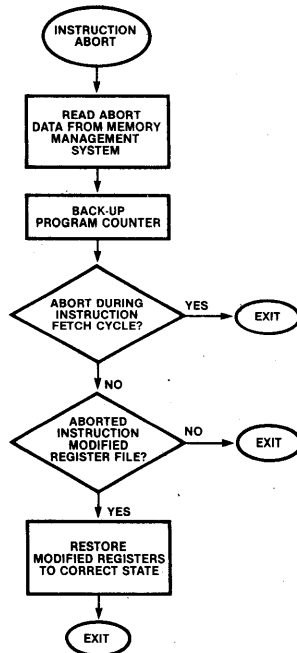 INSTRUCTION
ABORT
READ ABORT
DATA FROM MEMORY
MANAGEMENT
SYSTEM
BACK-UP
PROGRAM COUNTER
ABORT DURING
INSTRUCTION
FETCH CYCLE?
YES
EXIT
NO
ABORTED
INSTRUCTION
MODIFIED
REGISTER FILE?
NO
EXIT
YES
RESTORE
MODIFIED REGISTERS
TO CORRECT STATE
EXIT